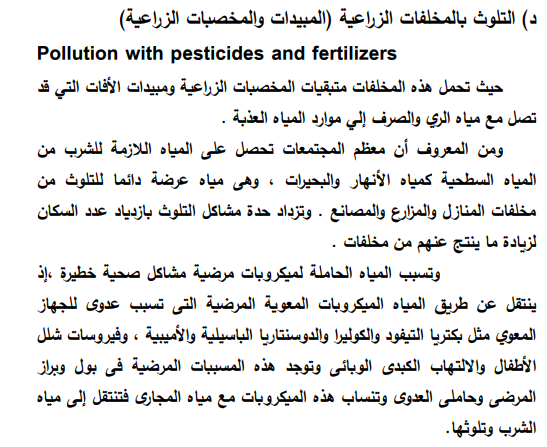 د) التلوث بالمخلفات الزراعية (المبيدات والمخصبات الزراعية)
Pollution with pesticides and fertilizers
حيث تحمل هذه المخلفات متبقيات المخصبات الزراعية ومبيدات الأفات التي قد
تصل مع مياه الري والصرف إلي موارد المياه العذبة .
ومن المعروف أن معظم المجتمعات تحصل على المياه اللازمة للشرب من
المياه السطحية كمياه الأنهار والبحيرات ، وهى مياه عرضة دائما للتلوث من
مخلفات المنازل والمزارع والمصانع . وتزداد حدة مشاكل التلوث بازدياد عدد السكان
لزيادة ما ينتج عنهم من مخلفات .
وتسبب المياه الحاملة لميكروبات مرضية مشاكل صحية خطيرة ،إذ
ينتقل عن طريق المياه الميكروبات المعوية المرضية التى تسبب عدوى للجهاز
المعوي مثل بكتريا التيفود والكوليرا والدوسنتاريا الباسيلية والأميبية ، وفيروسات شلل
الأطفال والالتهاب الكبدى الوبائى وتوجد هذه المسببات المرضية فى بول وبراز
المرضى وحاملى العدوى وتنساب هذه الميكروبات مع مياه المجارى فتنتقل إلى مياه
الشرب وتلوثها.